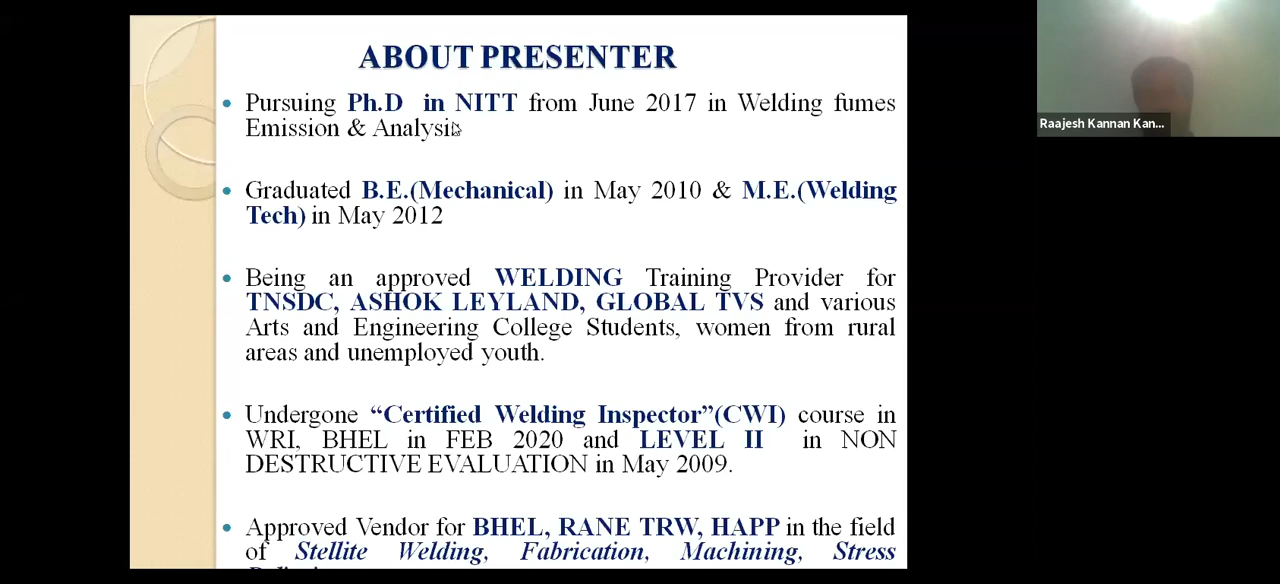 ABOUT PRESENTER
• Pursuing Ph.D in NITT from June 2017 in Welding fumes
Emission & Analysis
• Graduated B.E.(Mechanical) in May 2010 & M.E.(Welding
Tech) in May 2012
• Being an approved WELDING Training Provider for
TNSDC, ASHOK LEYLAND, GLOBAL TVS and various
Arts and Engineering College Students, women from rural
areas and unemployed youth.
• Undergone “Certified Welding Inspector”(CWI) course in
WRI, BHEL in FEB 2020 and LEVEL II in NON
DESTRUCTIVE EVALUATION in May 2009.
• Approved Vendor for BHEL, RANE TRW, HAPP in the field
of Stellite Welding, Fabrication, Machining, Stress
Raajesh Kannan Kan...